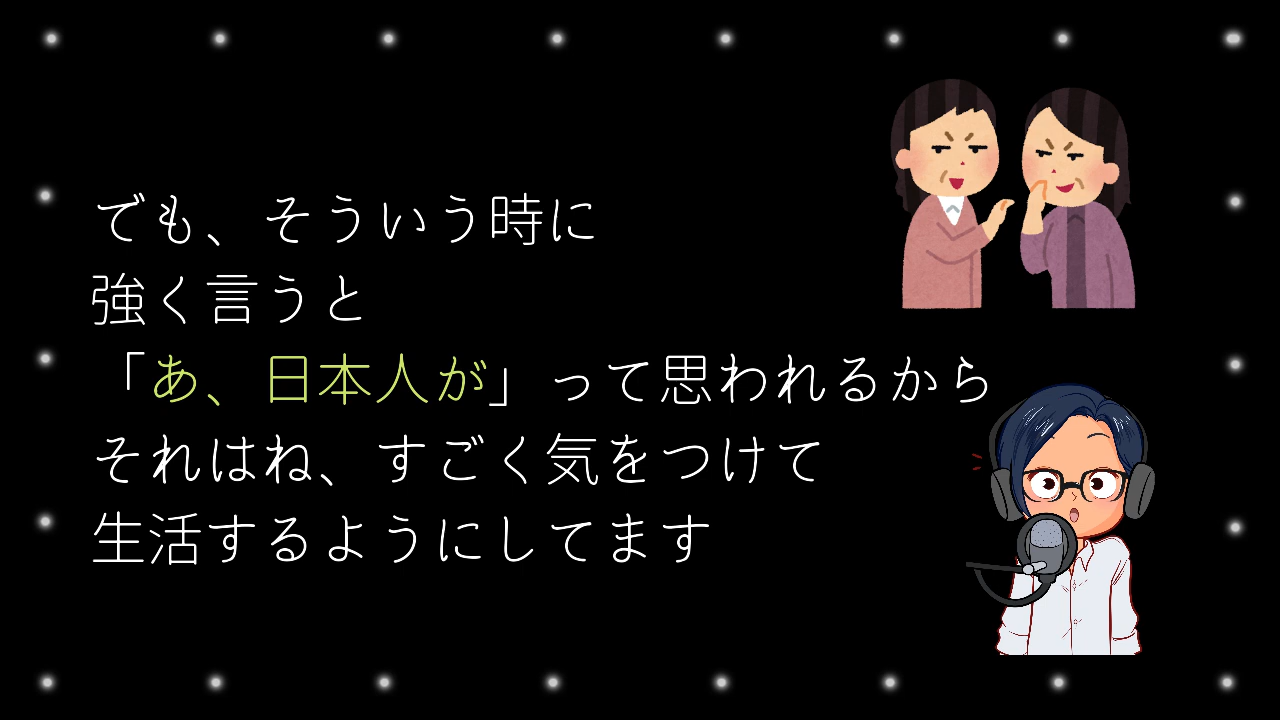 でも、そういう時に
強く言うと
「あ、日本人が」って思われるから
それはね、すごく気をつけて
生活するようにしてます